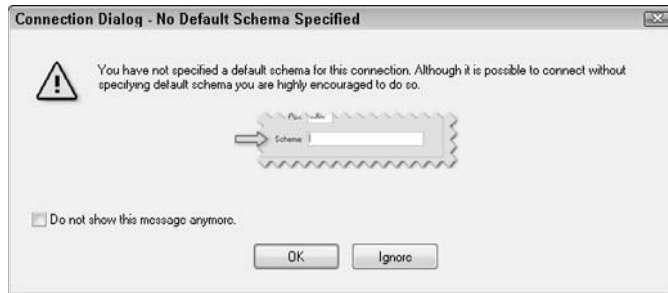 Connection Dialog - No Default Schema Specified
You have not specified a default schema for this connection. Although it is possible to connect without
specifying default schema you are highly encouraged to do so.
Schema:
Do not show this message anymore.
OK
Ignore